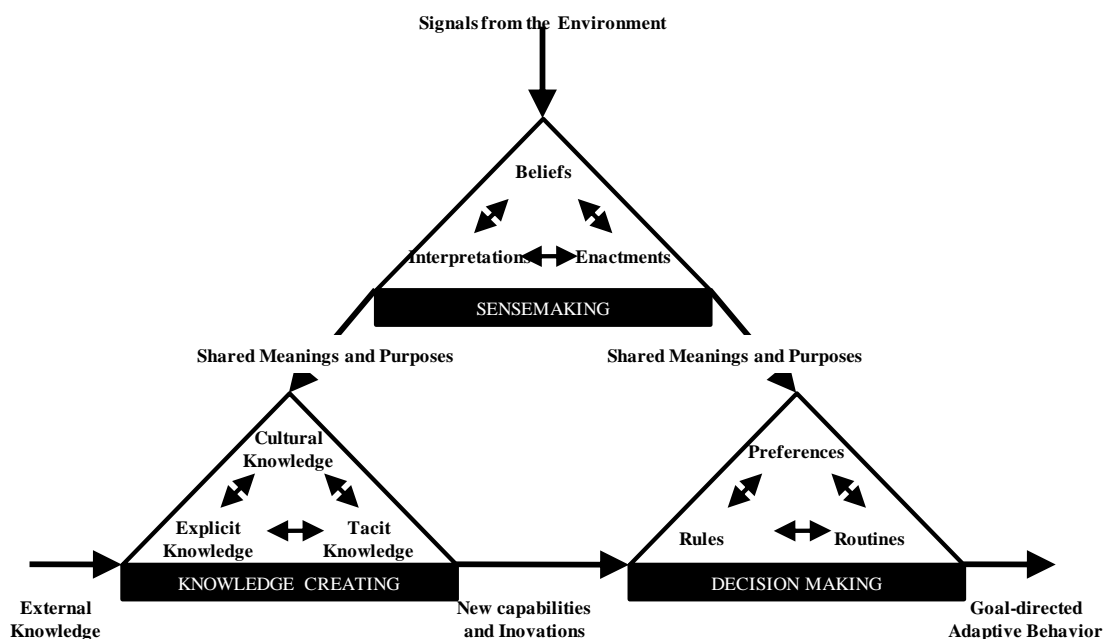 Signals from the Environment
Beliefs
Interpretations
Enactments
SENSEMAKING
Shared Meanings and Purposes
Shared Meanings and Purposes
Cultural
Knowledge
Explicit
Knowledge
Tacit
Knowledge
KNOWLEDGE CREATING
Preferences
Rules
Routines
DECISION MAKING
External
Knowledge
New capabilities
and Inovations
Goal-directed
Adaptive Behavior